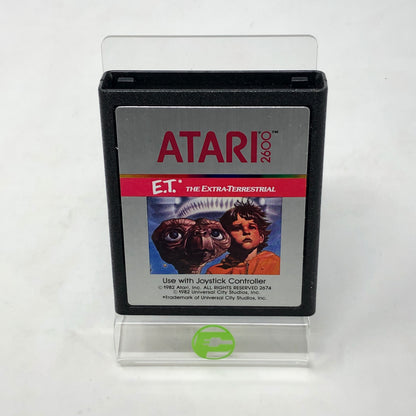 ATARI 2600™
E.T.* THE EXTRA-TERRESTRIAL
Use with Joystick Controller
©1982 Atari, Inc. ALL RIGHTS RESERVED 2674
©1982 Universal City Studios, Inc.
*Trademark of Universal City Studios, Inc.